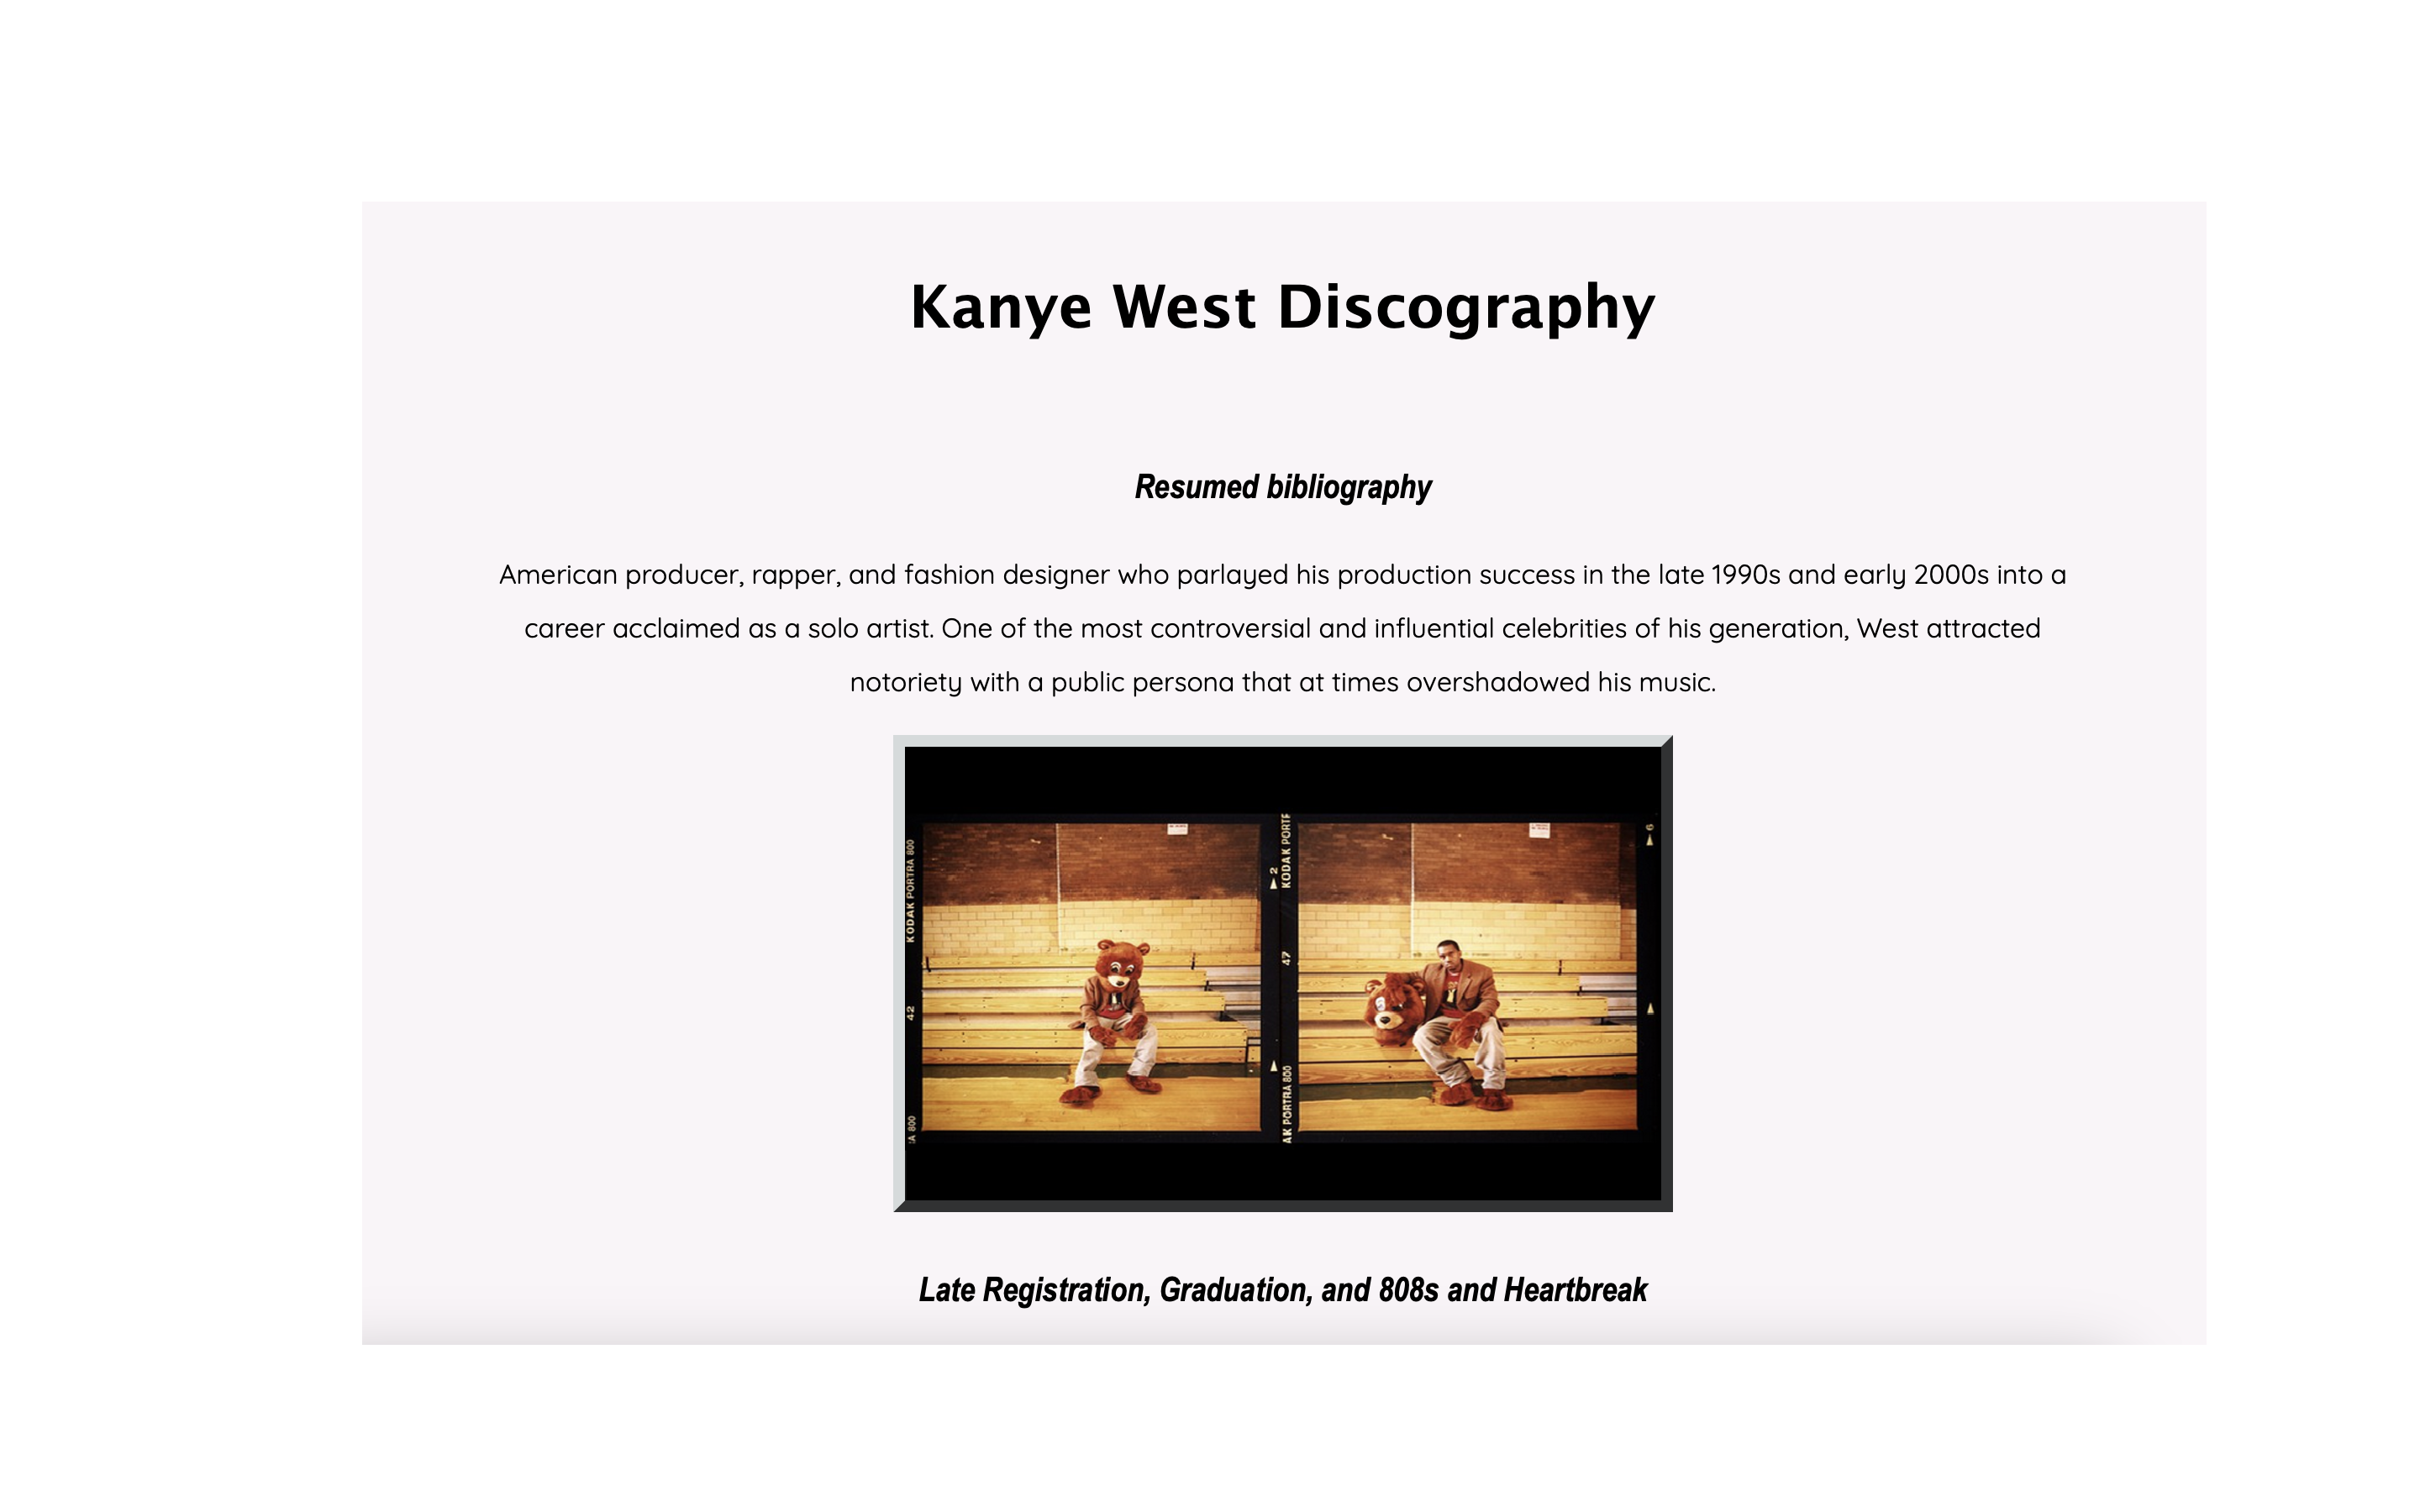 Kanye West Discography
Resumed bibliography
American producer, rapper, and fashion designer who parlayed his production success in the late 1990s and early 2000s into a
career acclaimed as a solo artist. One of the most controversial and influential celebrities of his generation, West attracted
notoriety with a public persona that at times overshadowed his music.
KODAK PORTRA 800
42
A 800
2
KODAK PORTR
47
AK PORTRA 800
6
Late Registration, Graduation, and 808s and Heartbreak